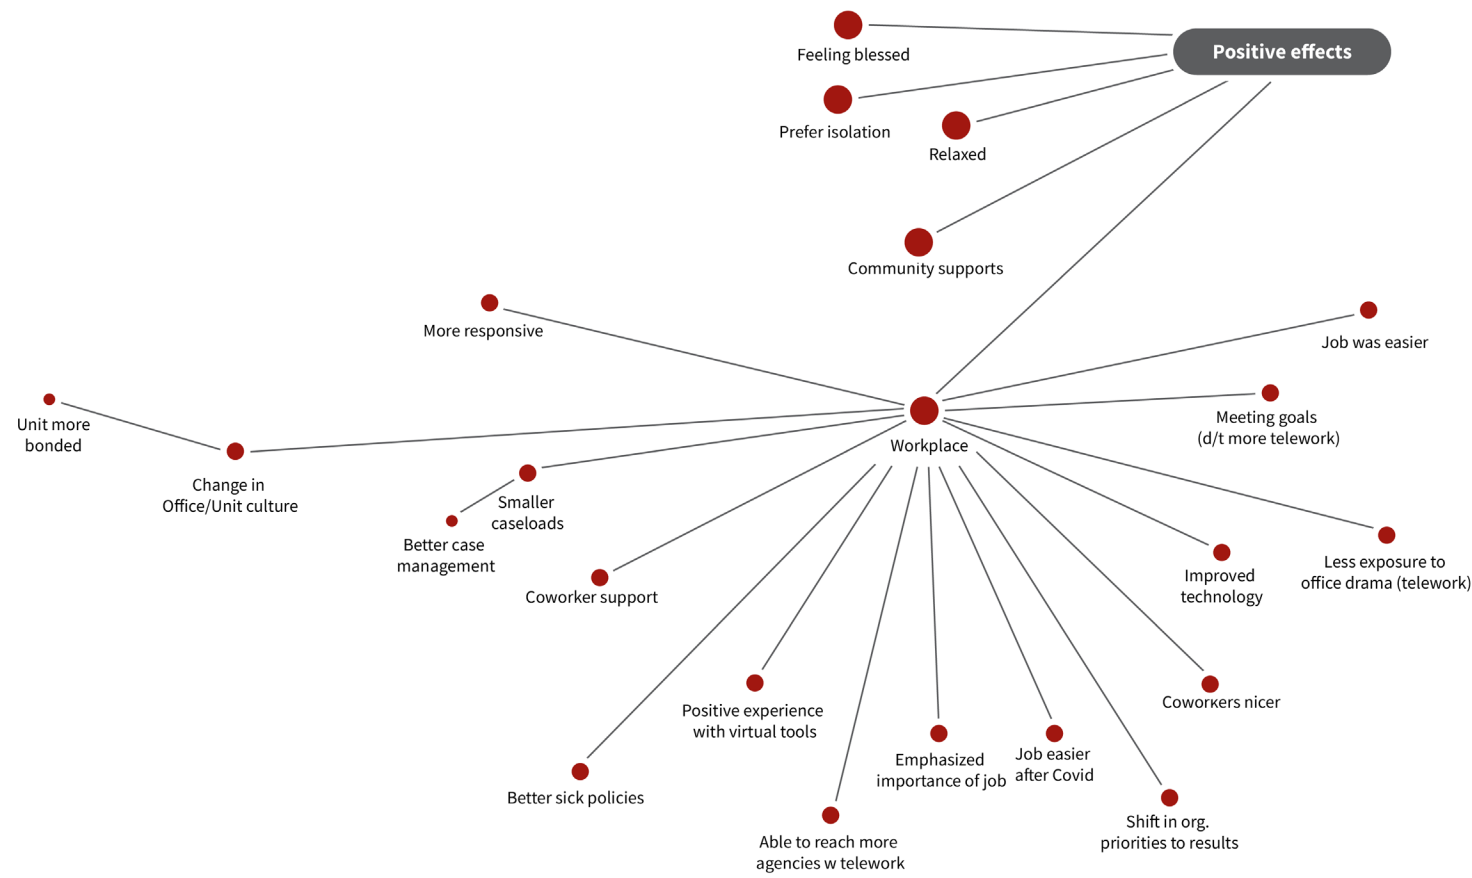 Feeling blessed
Positive effects
Prefer isolation
Relaxed
Community supports
More responsive
Job was easier
Unit more
bonded
Meeting goals
(d/t more telework)
Workplace
Change in
Office/Unit culture
Smaller
caseloads
Better case
management
Coworker support
Improved
technology
Less exposure to
office drama (telework)
Coworkers nicer
Positive experience
with virtual tools
Emphasized
importance of job
Job easier
after Covid
Better sick policies
Shift in org.
priorities to results
Able to reach more
agencies w telework